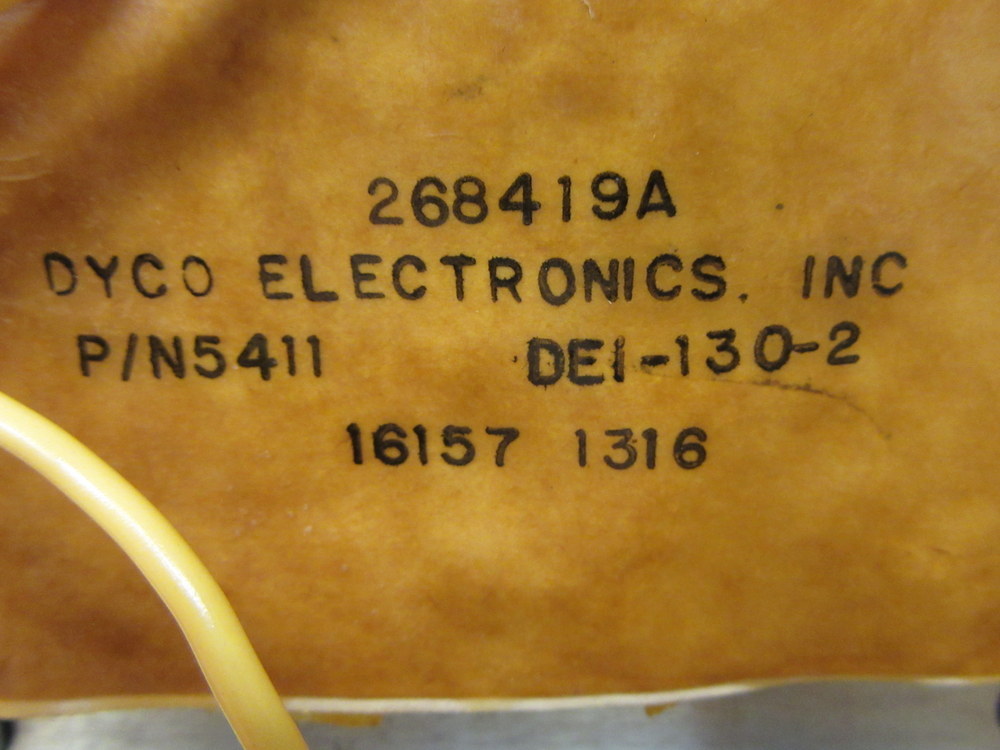 268419A
DYCO ELECTRONICS. INC
P/N5411 DEI-130-2
16157 1316